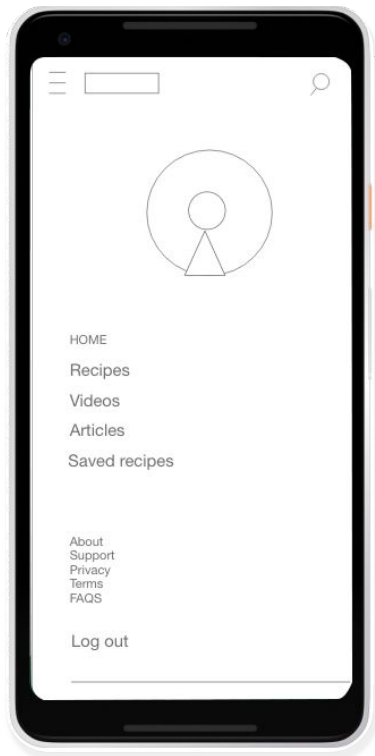 HOME
Recipes
Videos
Articles
Saved recipes
About
Support
Privacy
Terms
FAQS
Log out